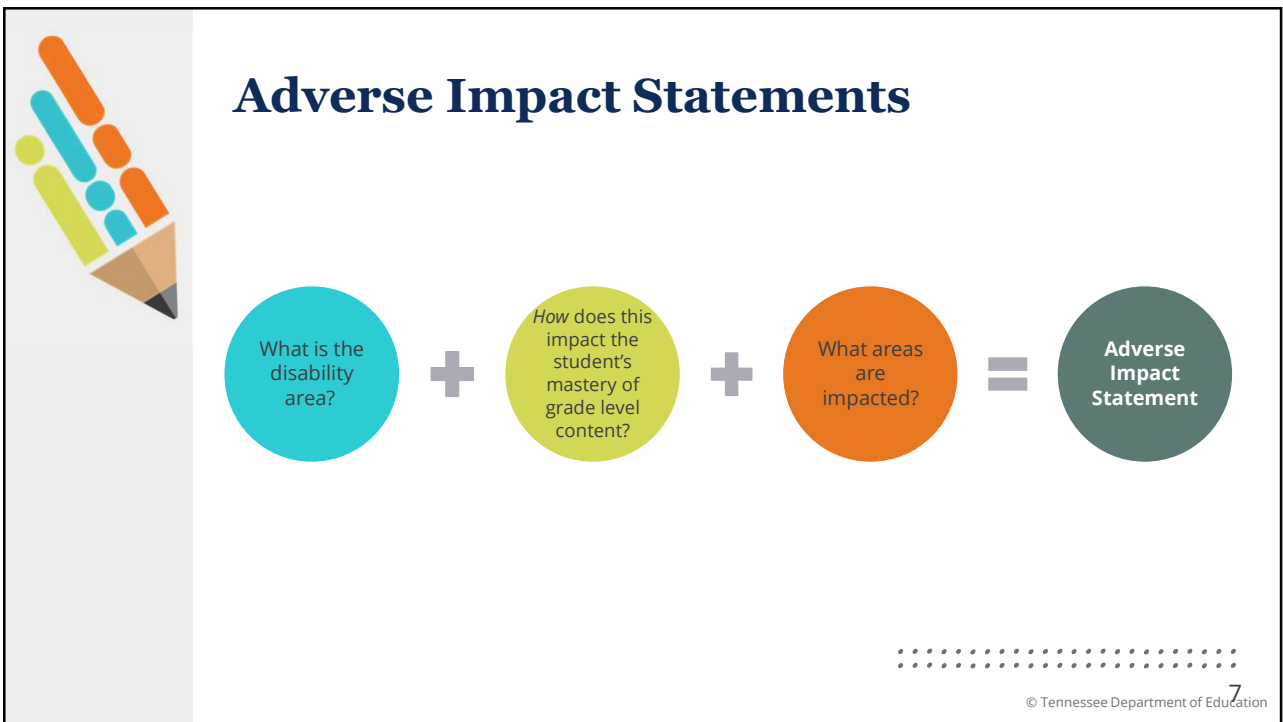 Adverse Impact Statements
What is the
disability
area?
How does this
impact the
student's
mastery of
grade level
content?
What areas
are
impacted?
Adverse
Impact
Statement
7
© Tennessee Department of Education